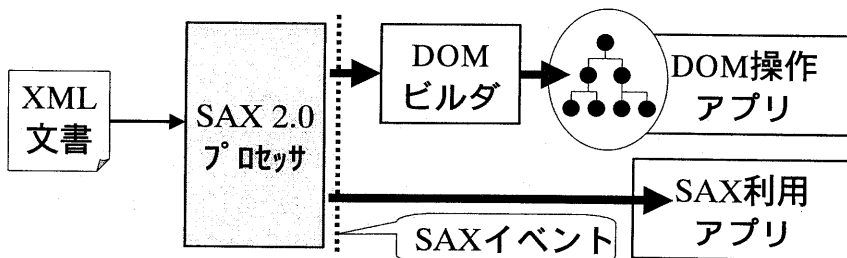 XML
文書
SAX 2.0
プロセッサ
DOM
ビルダ
DOM操作
アプリ
SAX利用
アプリ
SAXイベント